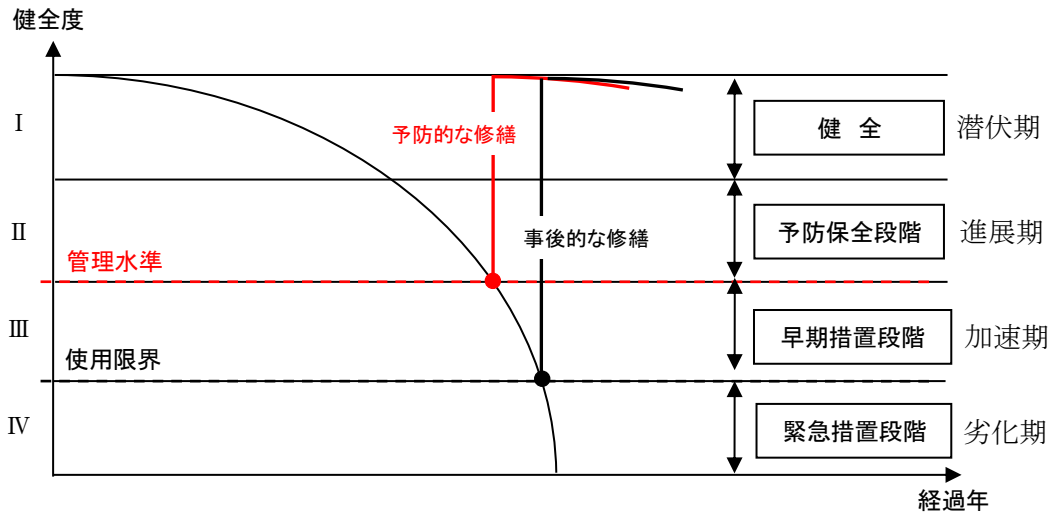 健全度
Ⅰ
予防的な修繕
健 全
潜伏期
Ⅱ
事後的な修繕
予防保全段階
進展期
管理水準
Ⅲ
早期措置段階
加速期
使用限界
Ⅳ
緊急措置段階
劣化期
経過年